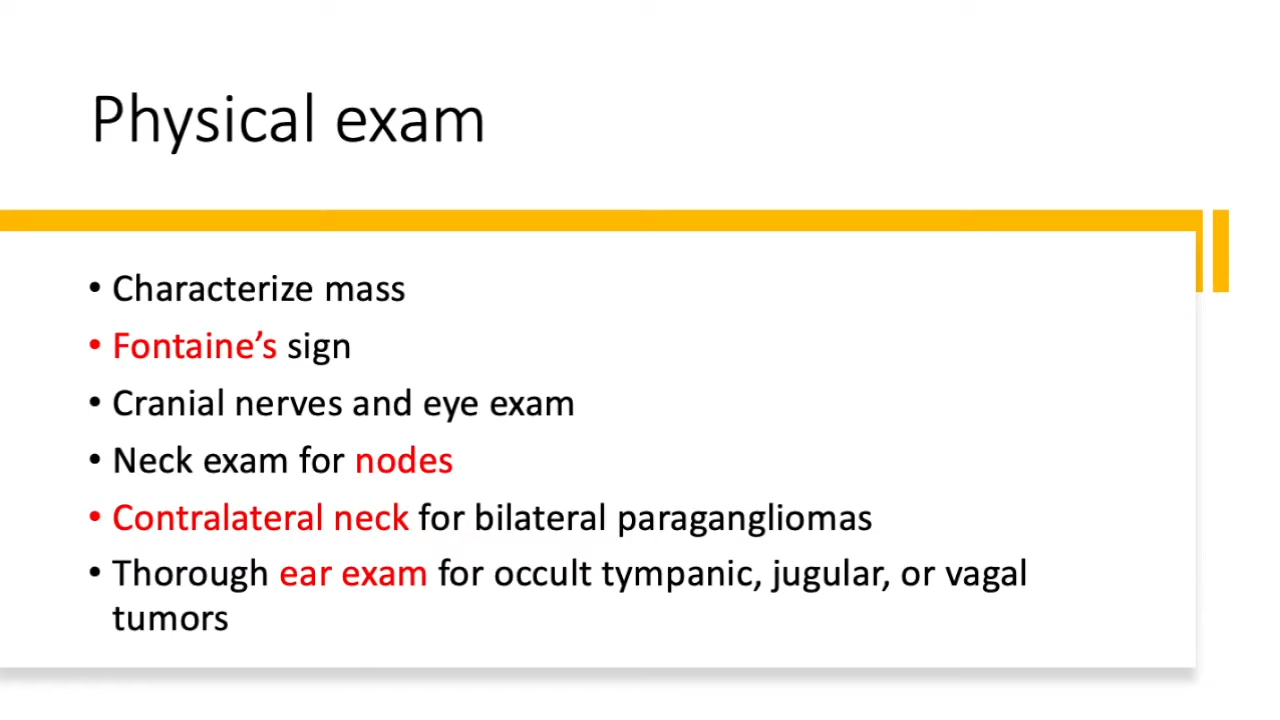 Physical exam
• Characterize mass
• Fontaine’s sign
• Cranial nerves and eye exam
• Neck exam for nodes
• Contralateral neck for bilateral paragangliomas
• Thorough ear exam for occult tympanic, jugular, or vagal
tumors